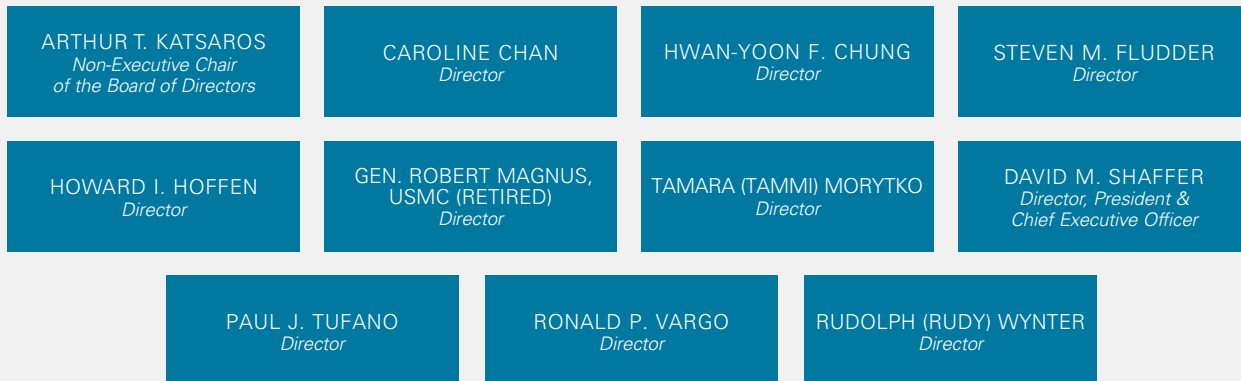 ARTHUR T. KATSAROS
Non-Executive Chair
of the Board of Directors
CAROLINE CHAN
Director
HWAN-YOON F. CHUNG
Director
STEVEN M. FLUDDER
Director
HOWARD I. HOFFEN
Director
GEN. ROBERT MAGNUS,
USMC (RETIRED)
Director
TAMARA (TAMMI) MORYTKO
Director
DAVID M. SHAFFER
Director, President &
Chief Executive Officer
PAUL J. TUFANO
Director
RONALD P. VARGO
Director
RUDOLPH (RUDY) WYNTER
Director